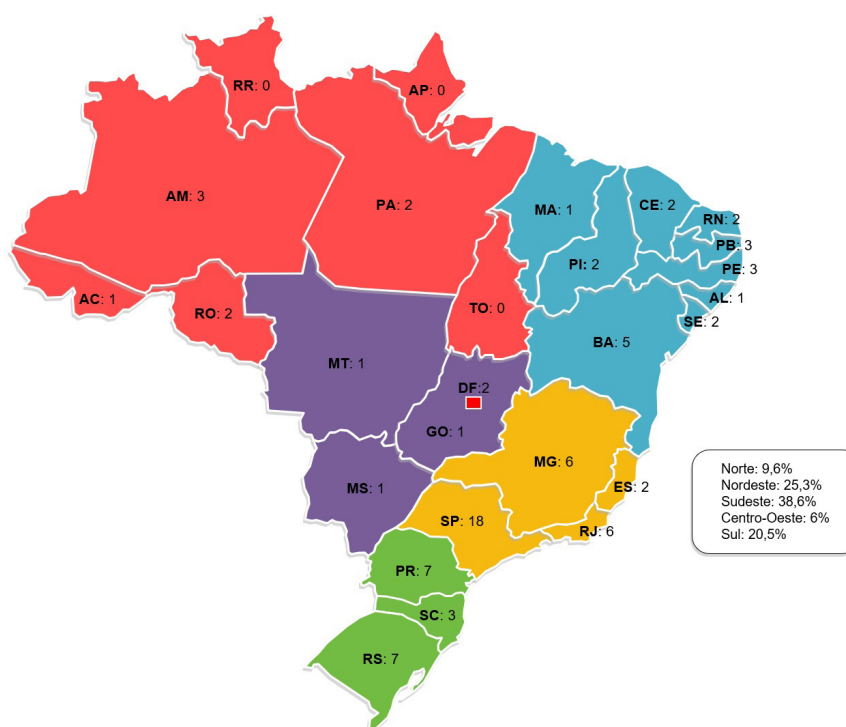 RR: 0
AP: 0
AM: 3
PA: 2
MA: 1
CE: 2
RN: 2
PB: 3
PI: 2
PE: 3
AC: 1
RO: 2
TO: 0
AL: 1
SE: 2
BA: 5
MT: 1
DF:2
GO: 1
MG: 6
MS: 1
ES: 2
SP: 18
RJ: 6
PR: 7
SC: 3
RS: 7
Norte: 9,6%
Nordeste: 25,3%
Sudeste: 38,6%
Centro-Oeste: 6%
Sul: 20,5%